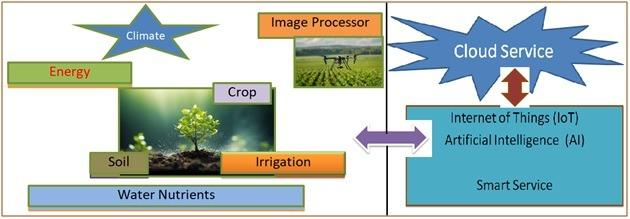 Climate
Image Processor
Cloud Service
Energy
Crop
Internet of Things (IoT)
Artificial Intelligence (AI)
Soil
Irrigation
Smart Service
Water Nutrients